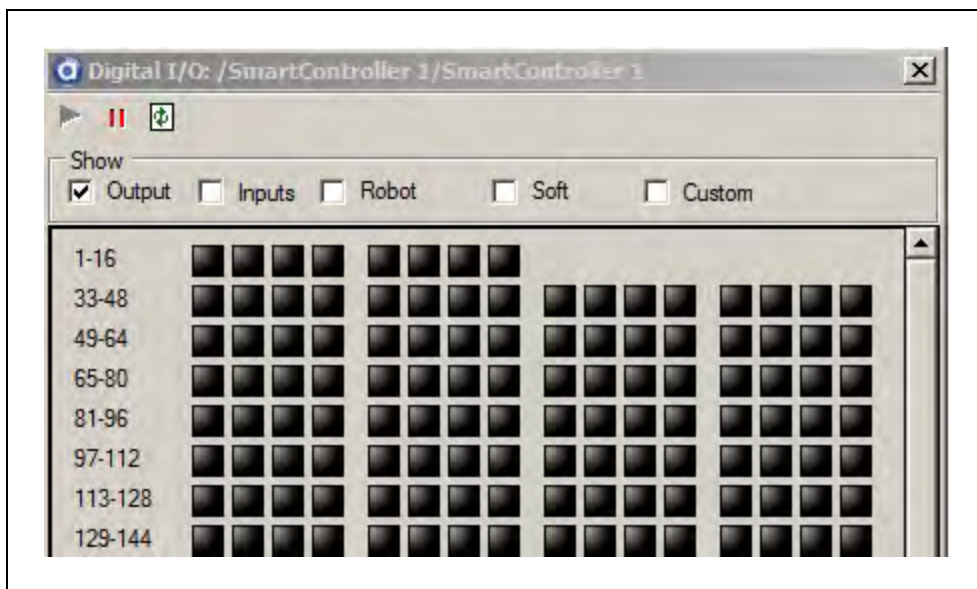 Digital I/O: /SmartController 1/SmartController 1
Show
Output Inputs Robot Soft Custom
1-16
33-48
49-64
65-80
81-96
97-112
113-128
129-144